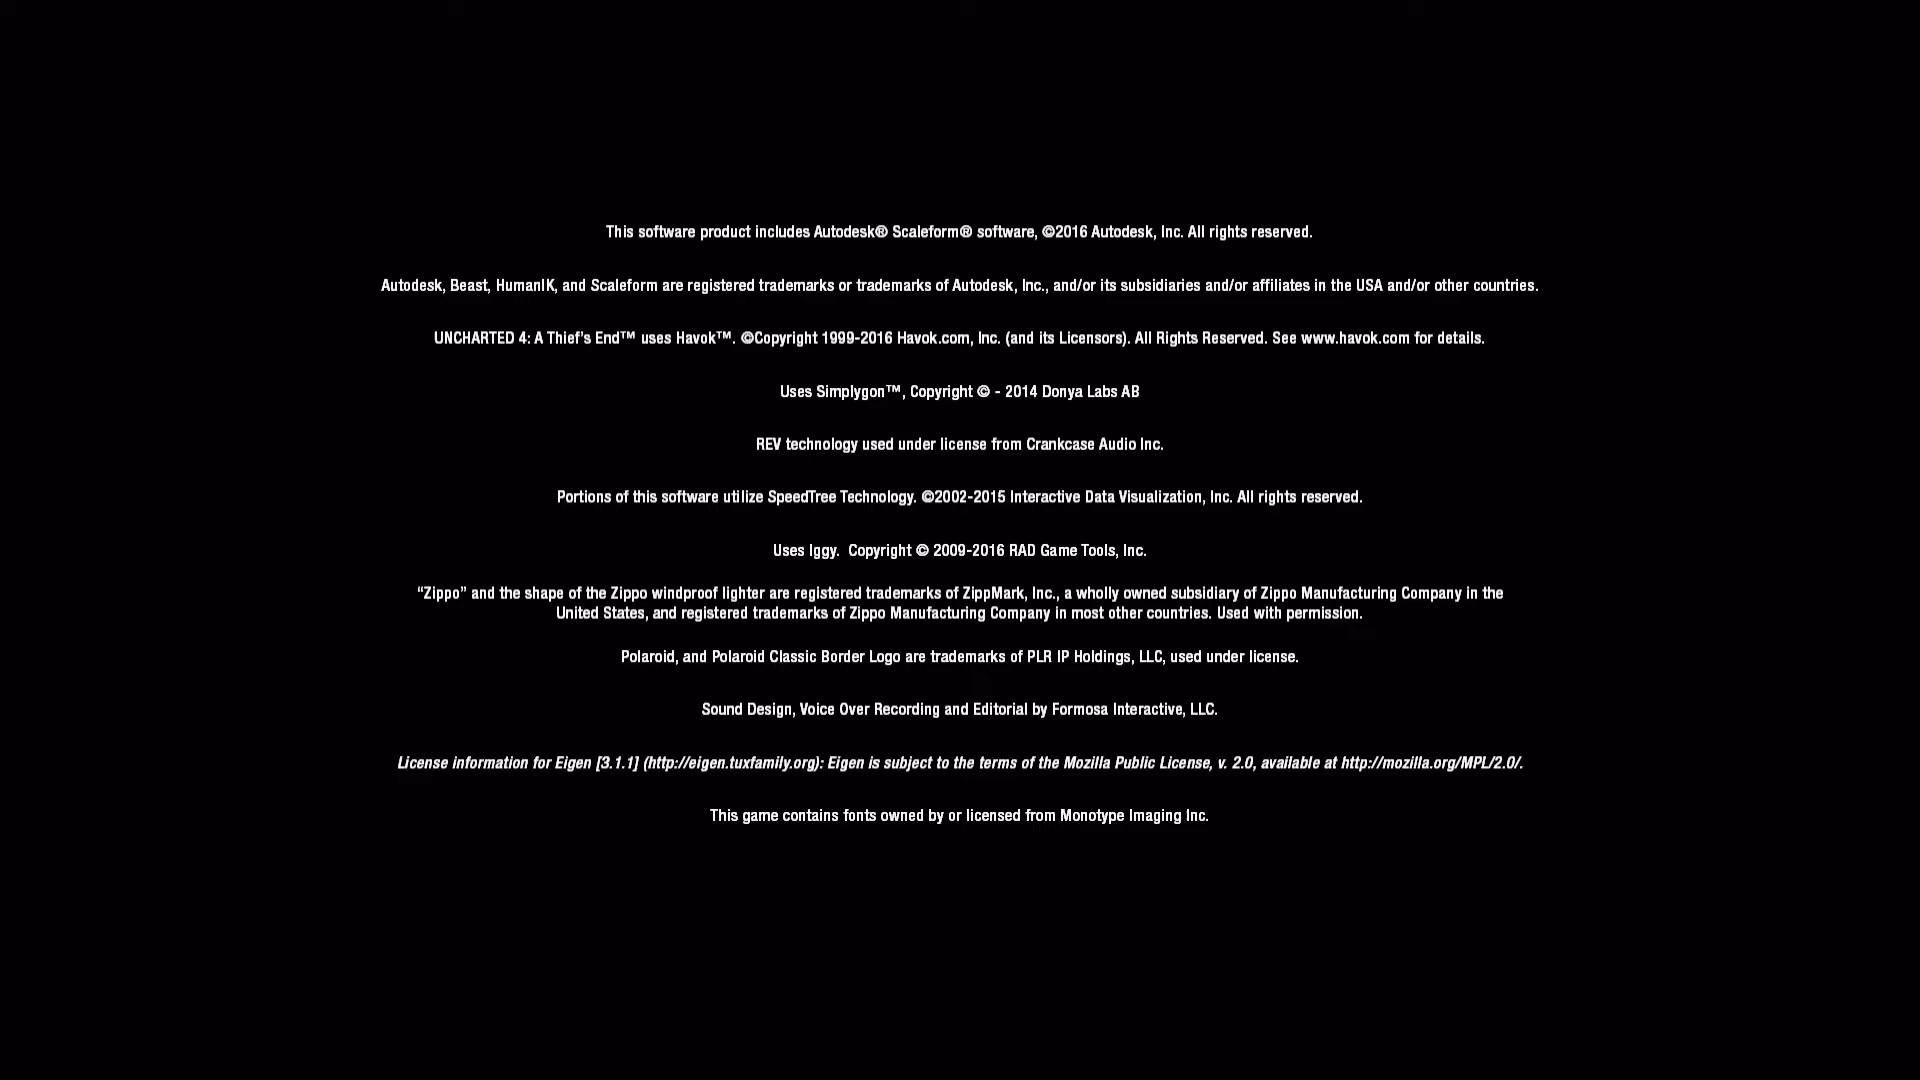 This software product includes Autodesk® Scaleform® software, ©2016 Autodesk, Inc. All rights reserved.
Autodesk, Beast, HumanIK, and Scaleform are registered trademarks or trademarks of Autodesk, Inc., and/or its subsidiaries and/or affiliates in the USA and/or other countries.
UNCHARTED 4: A Thief’s End™ uses Havok™. ©Copyright 1999-2016 Havok.com, Inc. (and its Licensors). All Rights Reserved. See www.havok.com for details.
Uses Simplygon™, Copyright © - 2014 Donya Labs AB
REV technology used under license from Crankcase Audio Inc.
Portions of this software utilize SpeedTree Technology. ©2002-2015 Interactive Data Visualization, Inc. All rights reserved.
Uses Iggy.  Copyright © 2009-2016 RAD Game Tools, Inc.
“Zippo” and the shape of the Zippo windproof lighter are registered trademarks of ZippMark, Inc., a wholly owned subsidiary of Zippo Manufacturing Company in the
United States, and registered trademarks of Zippo Manufacturing Company in most other countries. Used with permission.
Polaroid, and Polaroid Classic Border Logo are trademarks of PLR IP Holdings, LLC, used under license.
Sound Design, Voice Over Recording and Editorial by Formosa Interactive, LLC.
License information for Eigen [3.1.1] (http://eigen.tuxfamily.org): Eigen is subject to the terms of the Mozilla Public License, v. 2.0, available at http://mozilla.org/MPL/2.0/.
This game contains fonts owned by or licensed from Monotype Imaging Inc.